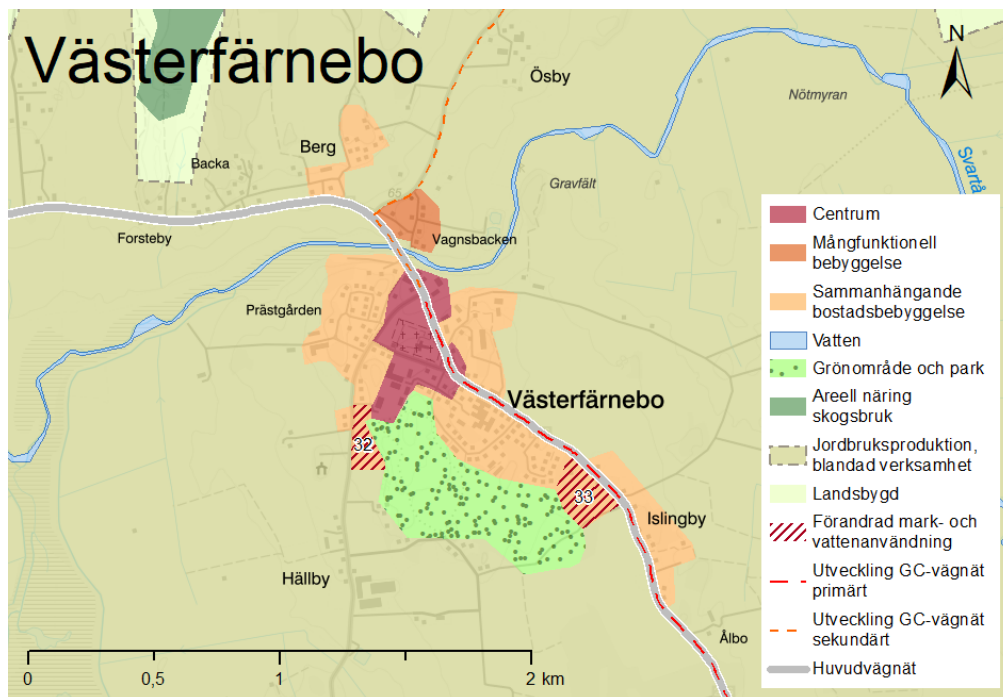 Västerfärnebo
N
Ösby
Nötmyran
Berg
Backa
Svartå
65
Gravfält
Forsteby
Vagnsbacken
Prästgården
Västerfärnebo
32
33
Islingby
Hällby
Ålbo
0
0,5
1
2 km
Centrum
Mångfunktionell
bebyggelse
Sammanhängande
bostadsbebyggelse
Vatten
Grönområde och park
Areell näring
skogsbruk
Jordbruksproduktion,
blandad verksamhet
Landsbygd
Förändrad mark- och
vattenanvändning
Utveckling GC-vägnät
primärt
Utveckling GC-vägnät
sekundärt
Huvudvägnät